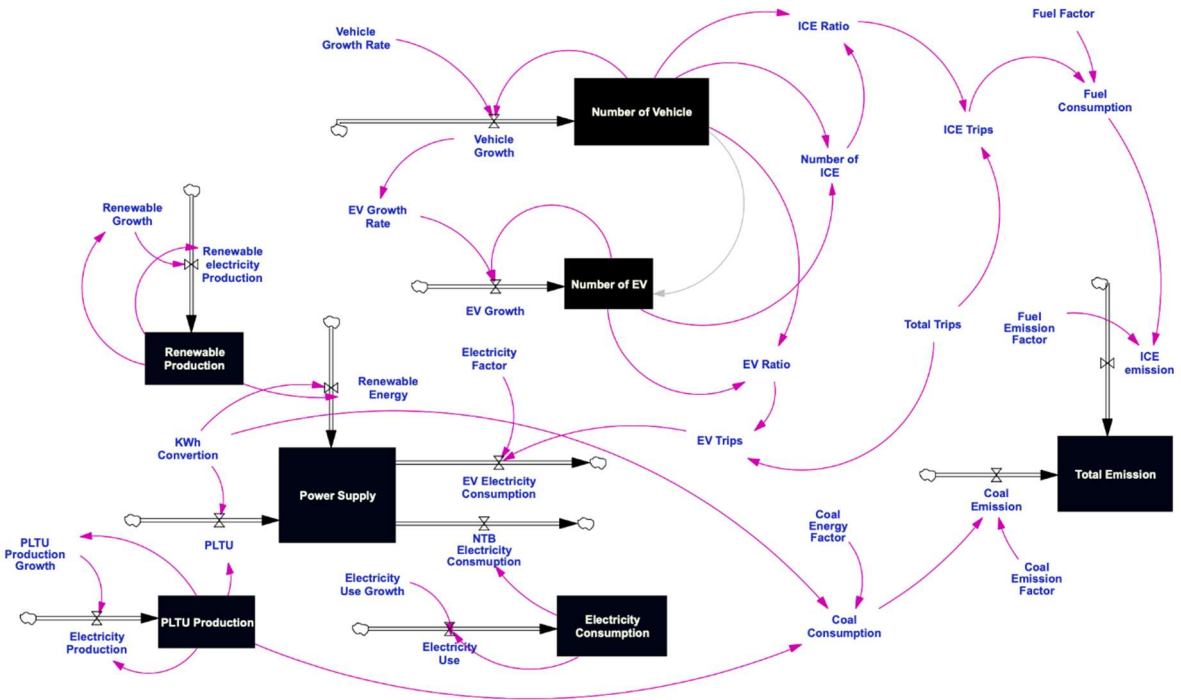 Vehicle
Growth Rate
ICE Ratio
Fuel Factor
Number of Vehicle
Fuel
Consumption
Vehicle
Growth
ICE Trips
Number of
ICE
EV Growth
Rate
Renewable
Growth
Renewable
electricity
Production
Number of EV
EV Growth
Total Trips
Fuel
Emission
Factor
ICE
emission
Renewable
Production
Electricity
Factor
EV Ratio
Renewable
Energy
KWh
Convertion
EV Trips
Power Supply
EV Electricity
Consumption
Total Emission
Coal
Emission
PLTU
Production
Growth
PLTU
NTB
Electricity
Consmuption
Coal
Energy
Factor
Coal
Emission
Factor
Electricity
Use Growth
PLTU Production
Electricity
Production
Electricity
Consumption
Electricity
Use
Coal
Consumption